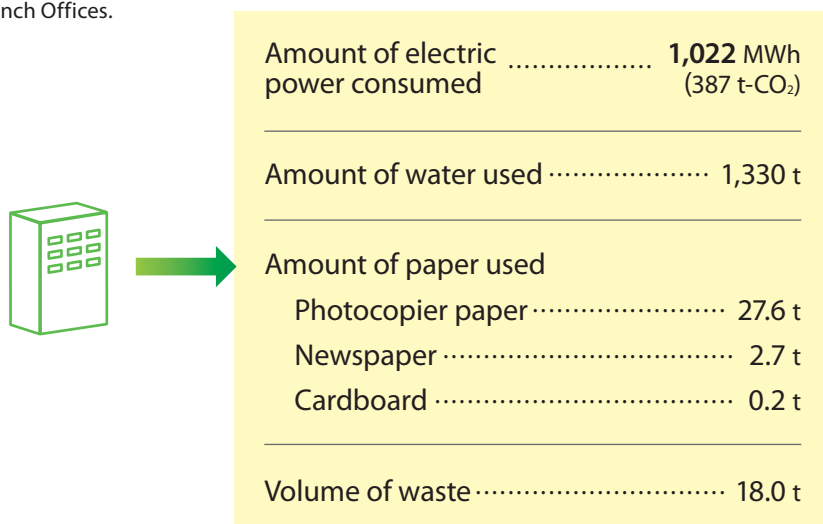 nch Offices.
Amount of electric power consumed ·················· 1,022 MWh
(387 t-CO₂)
Amount of water used ····················· 1,330 t
Amount of paper used
Photocopier paper ························· 27.6 t
Newspaper ······································ 2.7 t
Cardboard ······································· 0.2 t
Volume of waste ································· 18.0 t